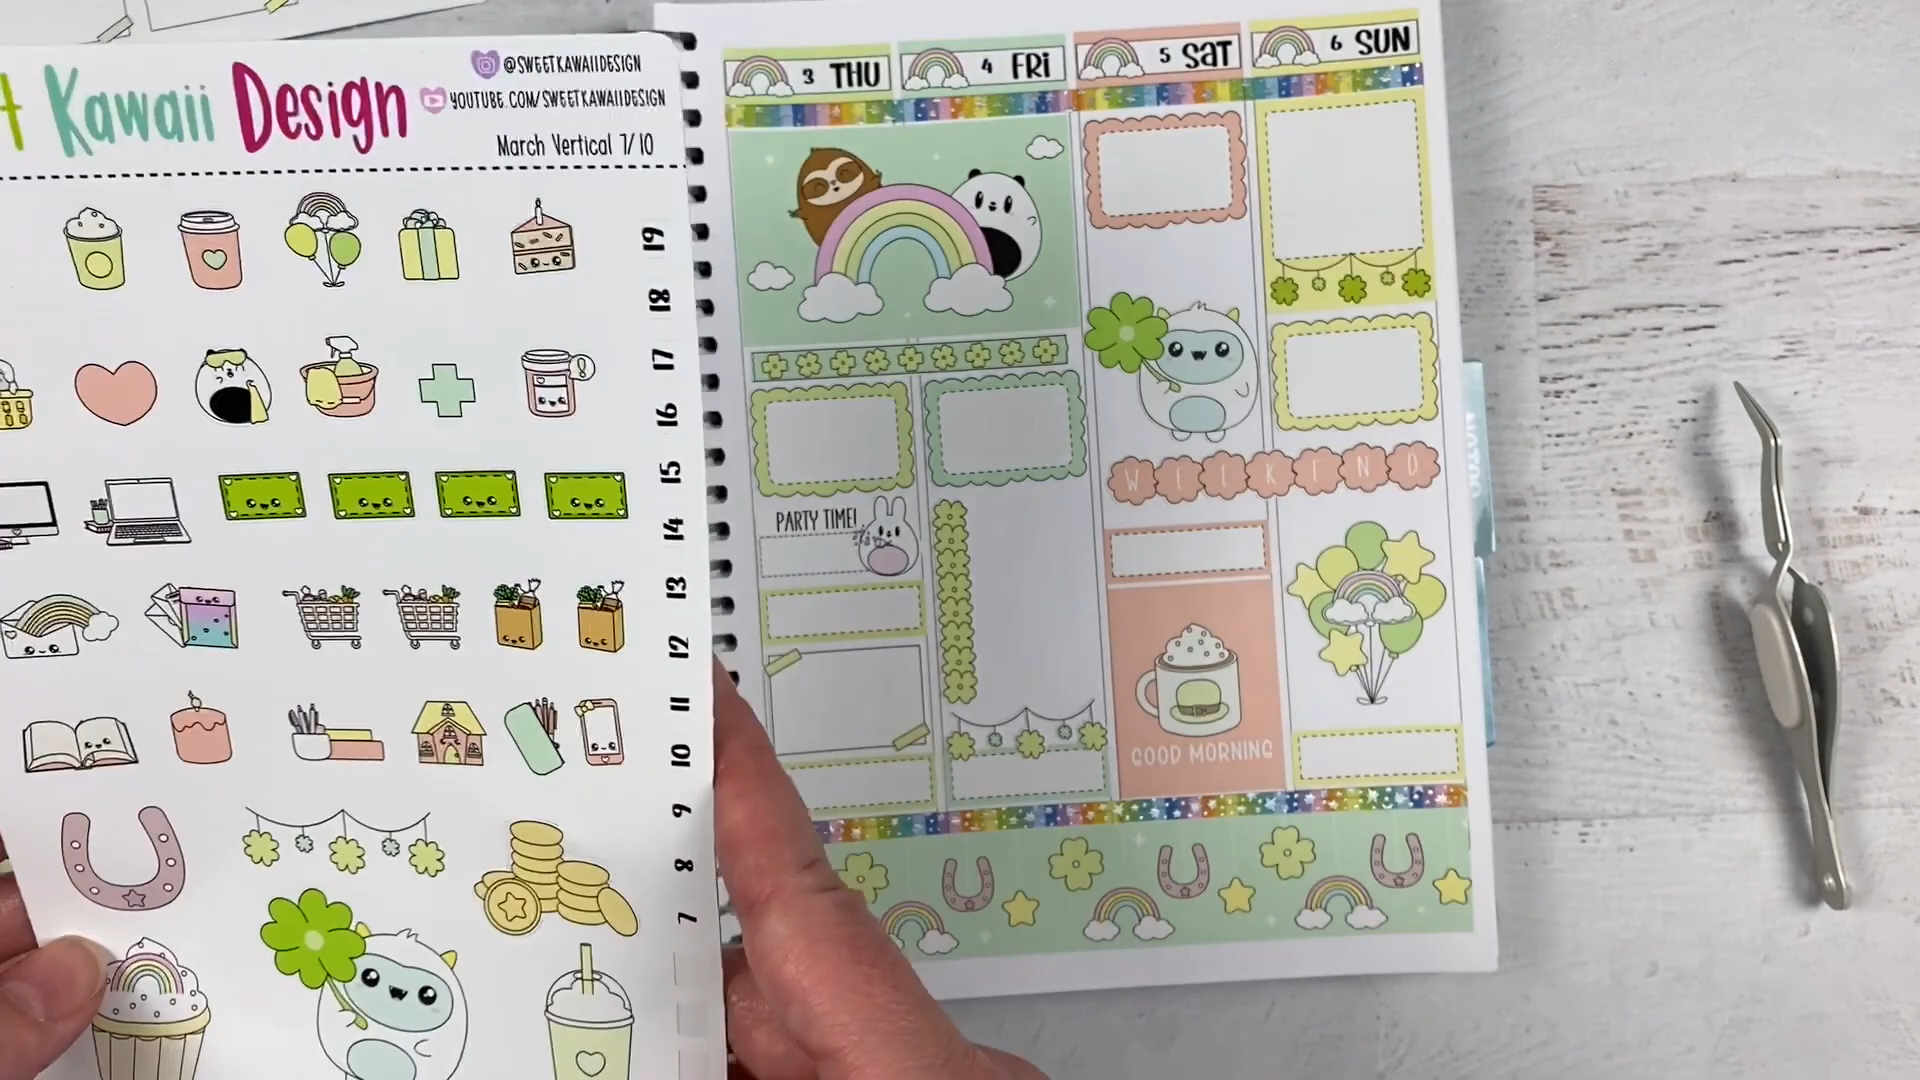 Kawaii Design
@SWEETKAWAIIDESIGN
YOUTUBE.COM/SWEETKAWAIIDESIGN
March Vertical 7/10
19
18
17
16
15
14
13
12
11
10
9
8
7
3 THU
4 FRI
5 SAT
6 SUN
PARTY TIME!
WEEKEND
GOOD MORNING